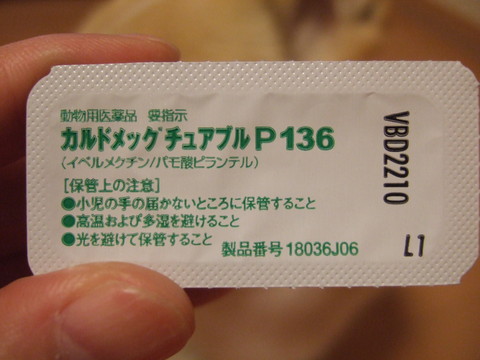 動物用医薬品 要指示
カルドメック チュアブル P 136
(イベルメクチン/パモ酸ピランテル)
[保管上の注意]
●小児の手の届かないところに保管すること
●高温および多湿を避けること
●光を避けて保管すること
製品番号 18036J06
VBD2210
L1